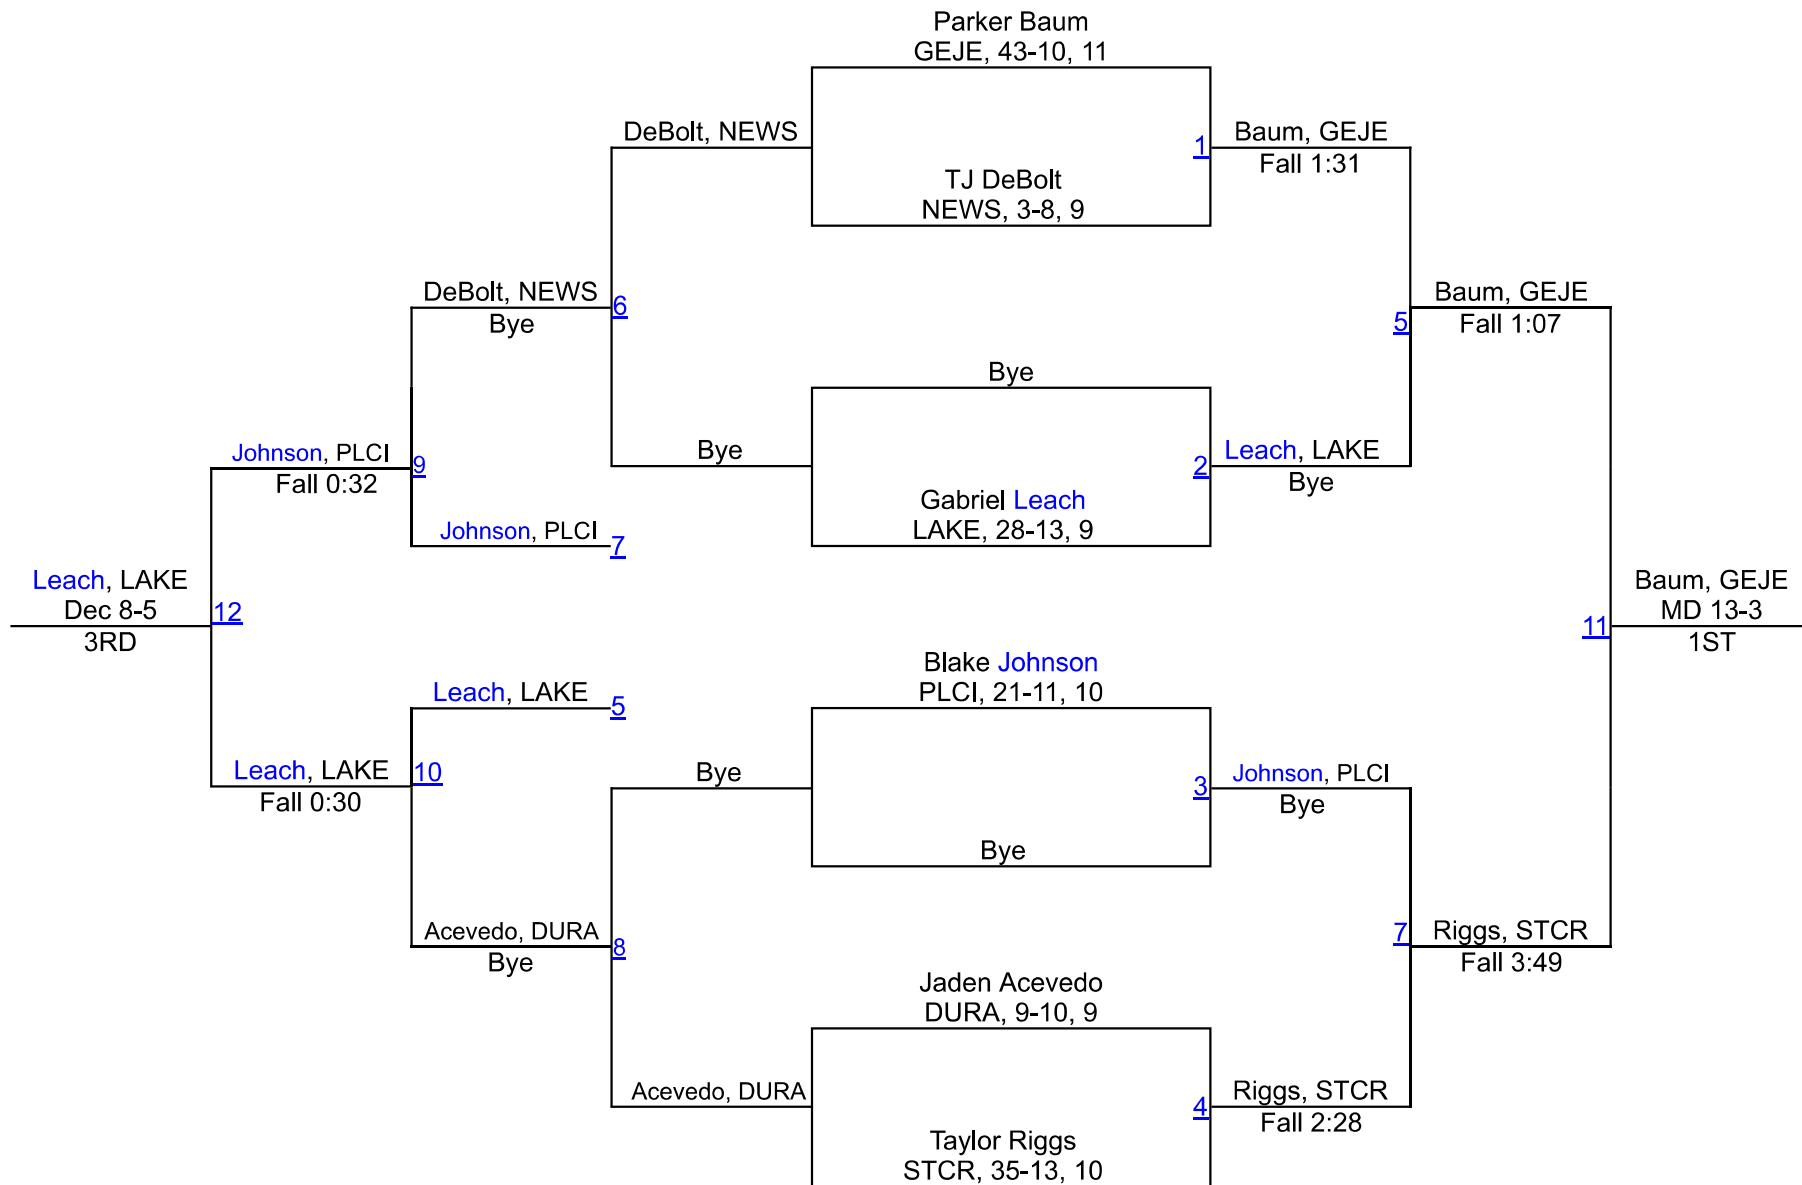 Parker Baum
GEJE, 43-10, 11
DeBolt, NEWS
1
Baum, GEJE
Fall 1:31
TJ DeBolt
NEWS, 3-8, 9
DeBolt, NEWS
Bye
6
Baum, GEJE
Fall 1:07
5
Bye
Johnson, PLCI
Fall 0:32
9
Bye
2
Leach, LAKE
Bye
Gabriel Leach
LAKE, 28-13, 9
Johnson, PLCI
7
Leach, LAKE
Dec 8-5
3RD
12
11
Baum, GEJE
MD 13-3
1ST
Blake Johnson
PLCI, 21-11, 10
Leach, LAKE
5
Leach, LAKE
Fall 0:30
10
Bye
3
Johnson, PLCI
Bye
Bye
Acevedo, DURA
Bye
8
7
Riggs, STCR
Fall 3:49
Jaden Acevedo
DURA, 9-10, 9
Acevedo, DURA
4
Riggs, STCR
Fall 2:28
Taylor Riggs
STCR, 35-13, 10